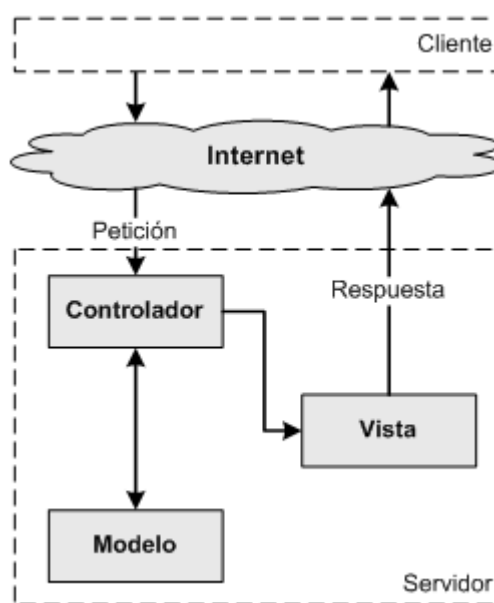 Cliente
Internet
Petición
Respuesta
Controlador
Vista
Modelo
Servidor